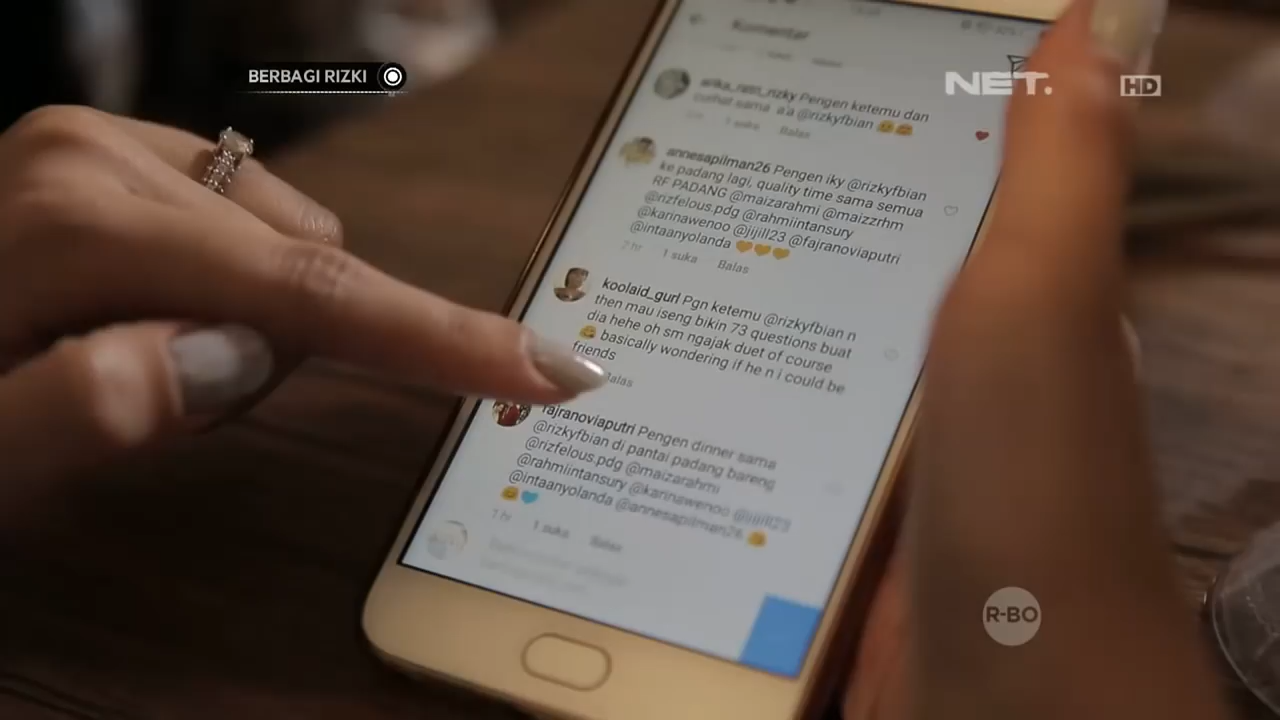 BERBAGI RIZKI
NET.
HD
Komentar
Pengen ketemu dan
curhat sama a'a @rizkyfbian
1 suka Balas
annesapilman26 Pengen iky @rizkyfbian
ke padang lagi, quality time sama semua
RF PADANG @maizarahmi @maizzrhm
@rizfelous.pdg @rahmiintansury
@karinawenoo @jijill23 @fajranoviaputri
@intaanyolanda 💛💛💛
1 suka Balas
koolaid_gurl Pgn ketemu @rizkyfbian n
then mau iseng bikin 73 questions buat
dia hehe oh sm ngajak duet of course
basically wondering if he n i could be
friends
Balas
fajranoviaputri Pengen dinner sama
@rizkyfbian di pantai padang bareng
@rizfelous.pdg @maizarahmi
@rahmiintansury @karinawenoo @jijill23
@intaanyolanda @annesapilman26
1 suka Balas
R-BO